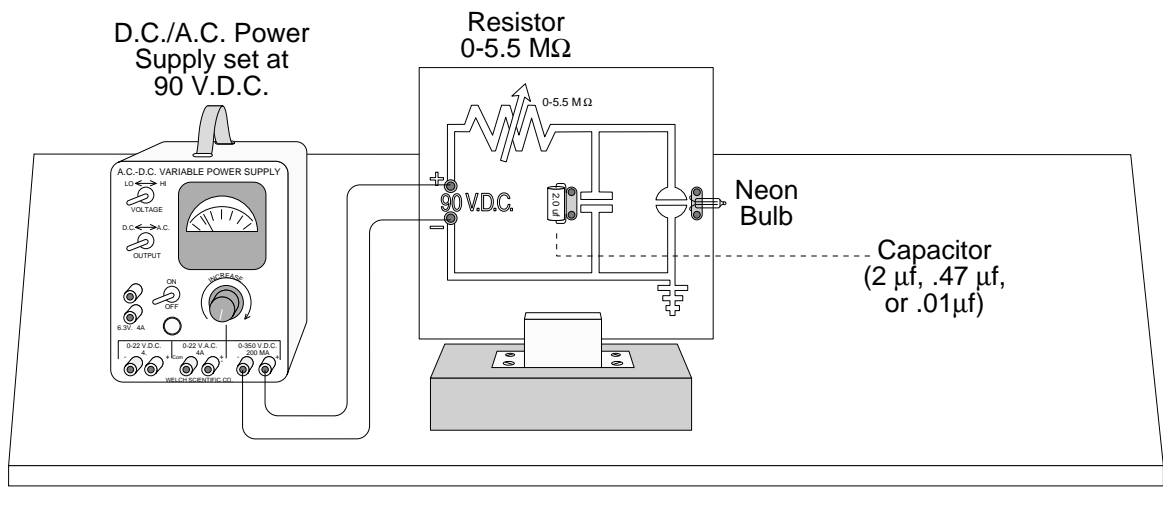 D.C./A.C. Power
Supply set at
90 V.D.C.
Resistor
0-5.5 MΩ
0-5.5 M Ω
+
90 V.D.C.
−
2.0 uf
Neon
Bulb
Capacitor
(2 µf, .47 µf,
or .01µf)
A.C.-D.C. VARIABLE POWER SUPPLY
LO HI
VOLTAGE
D.C. A.C.
OUTPUT
INCREASE
ON
OFF
6.3V. 4A
0-22 V.D.C. 0-22 V.A.C. 0-350 V.D.C.
4. 4A 200 MA
- + Com + - - +
WELCH SCIENTIFIC CO.